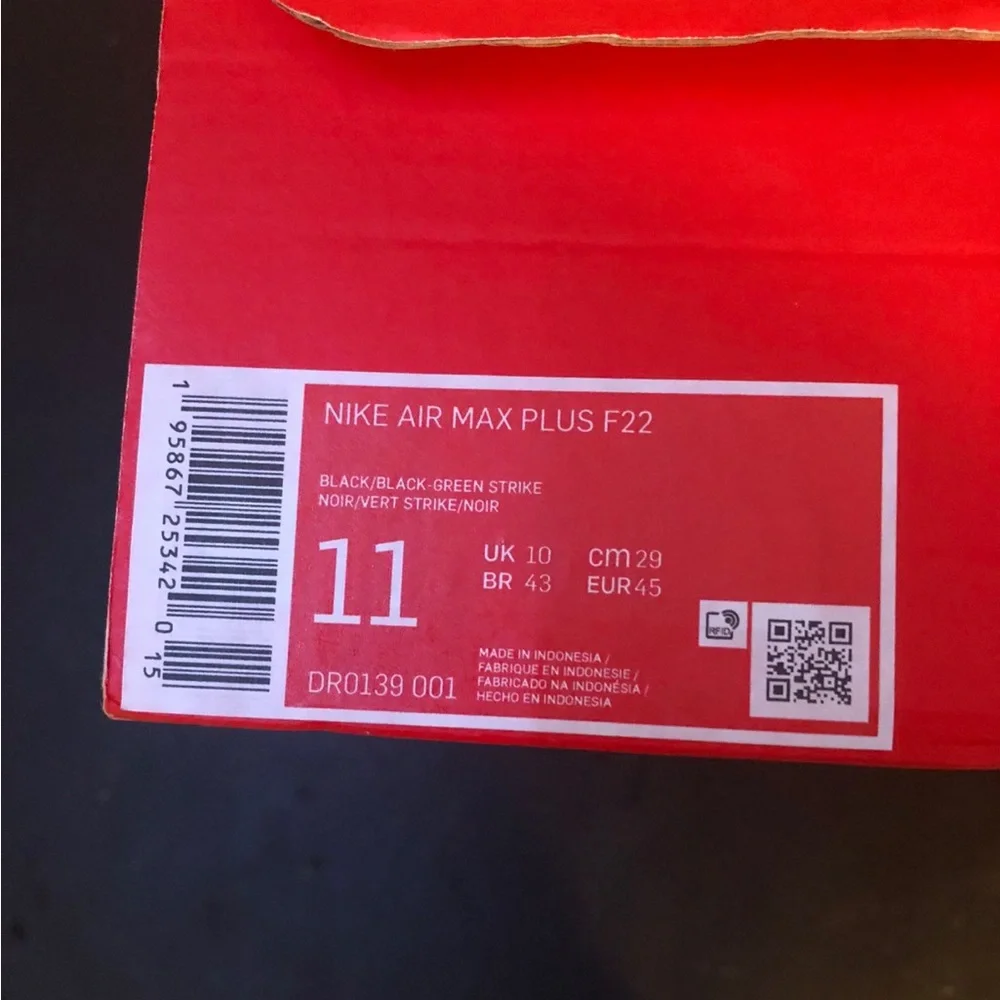 1 95867 25342 0 15
NIKE AIR MAX PLUS F22
BLACK/BLACK-GREEN STRIKE
NOIR/VERT STRIKE/NOIR
11
UK 10 cm 29
BR 43 EUR 45
DR0139 001
MADE IN INDONESIA /
FABRIQUE EN INDONESIE /
FABRICADO NA INDONÉSIA /
HECHO EN INDONESIA
RFID